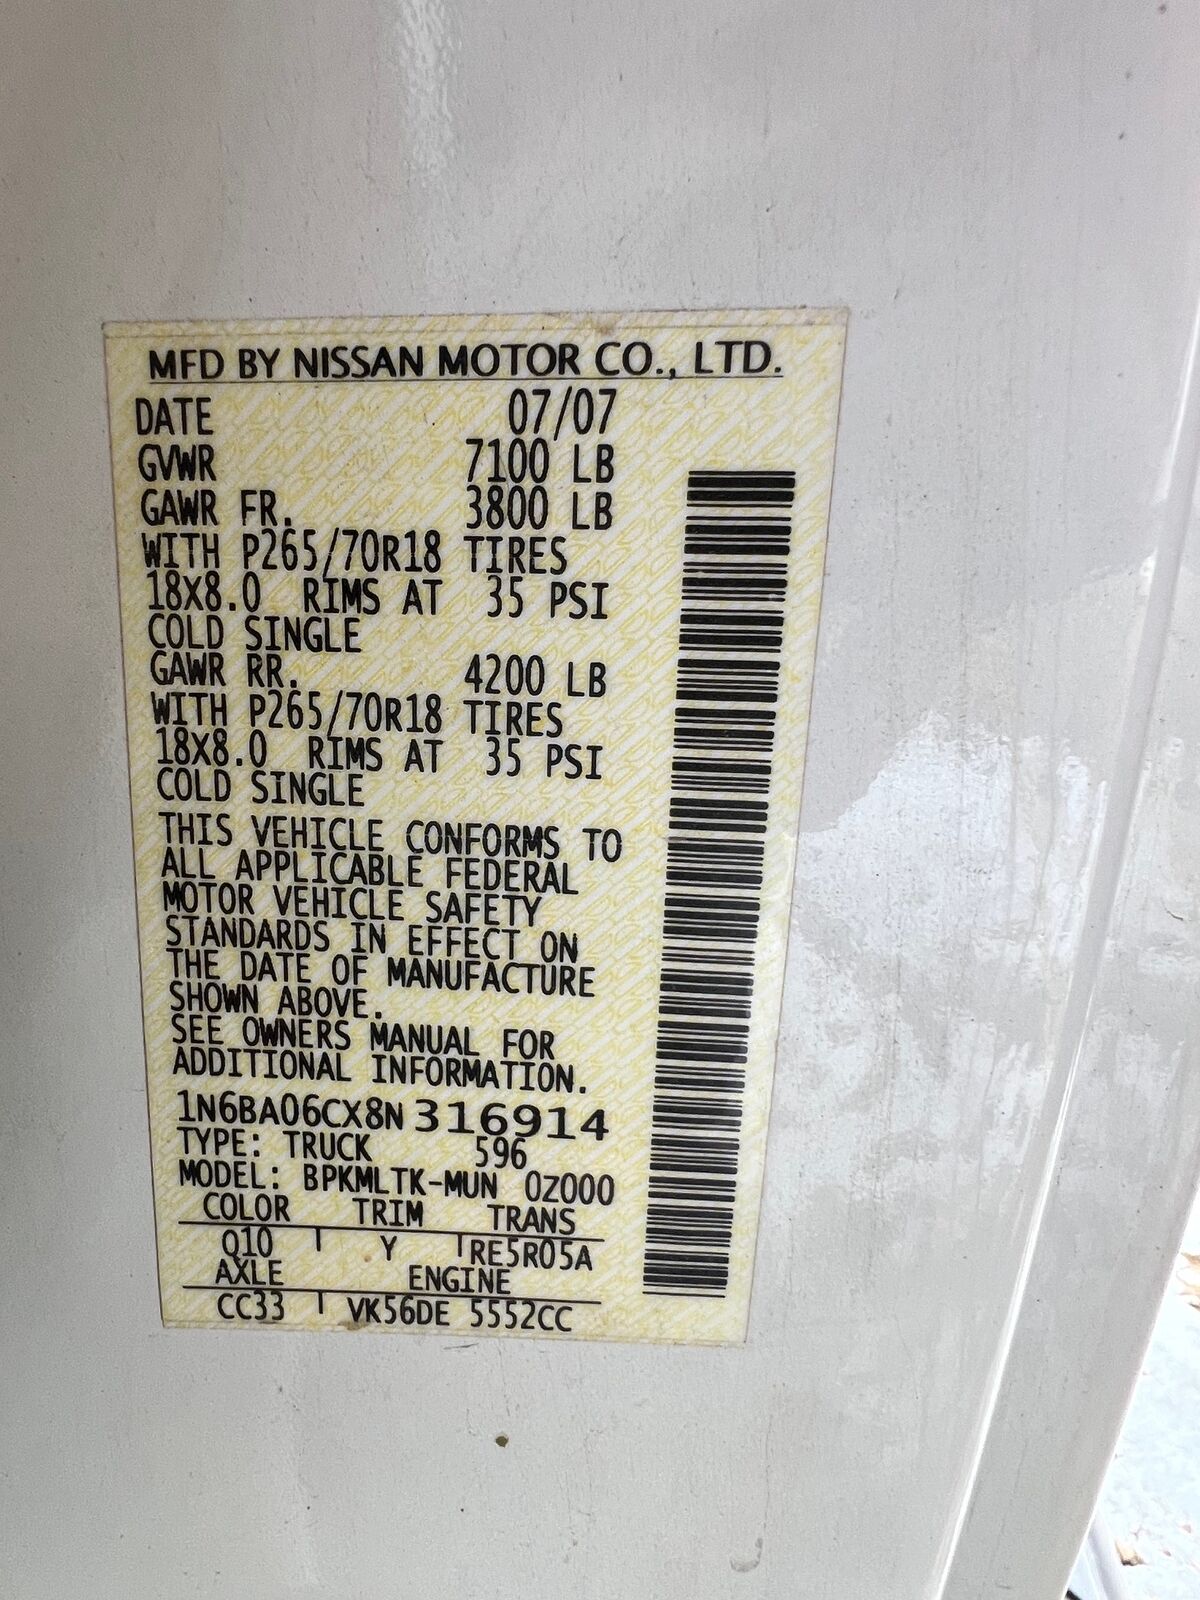 MFD BY NISSAN MOTOR CO., LTD.
DATE 07/07
GVWR 7100 LB
GAWR FR. 3800 LB
WITH P265/70R18 TIRES
18X8.0 RIMS AT 35 PSI
COLD SINGLE
GAWR RR. 4200 LB
WITH P265/70R18 TIRES
18X8.0 RIMS AT 35 PSI
COLD SINGLE
THIS VEHICLE CONFORMS TO
ALL APPLICABLE FEDERAL
MOTOR VEHICLE SAFETY
STANDARDS IN EFFECT ON
THE DATE OF MANUFACTURE
SHOWN ABOVE.
SEE OWNERS MANUAL FOR
ADDITIONAL INFORMATION.
1N6BA06CX8N316914
TYPE: TRUCK 596
MODEL: BPKMLTK-MUN 0Z000
COLOR TRIM TRANS
Q10 Y RE5R05A
AXLE ENGINE
CC33 VK56DE 5552CC